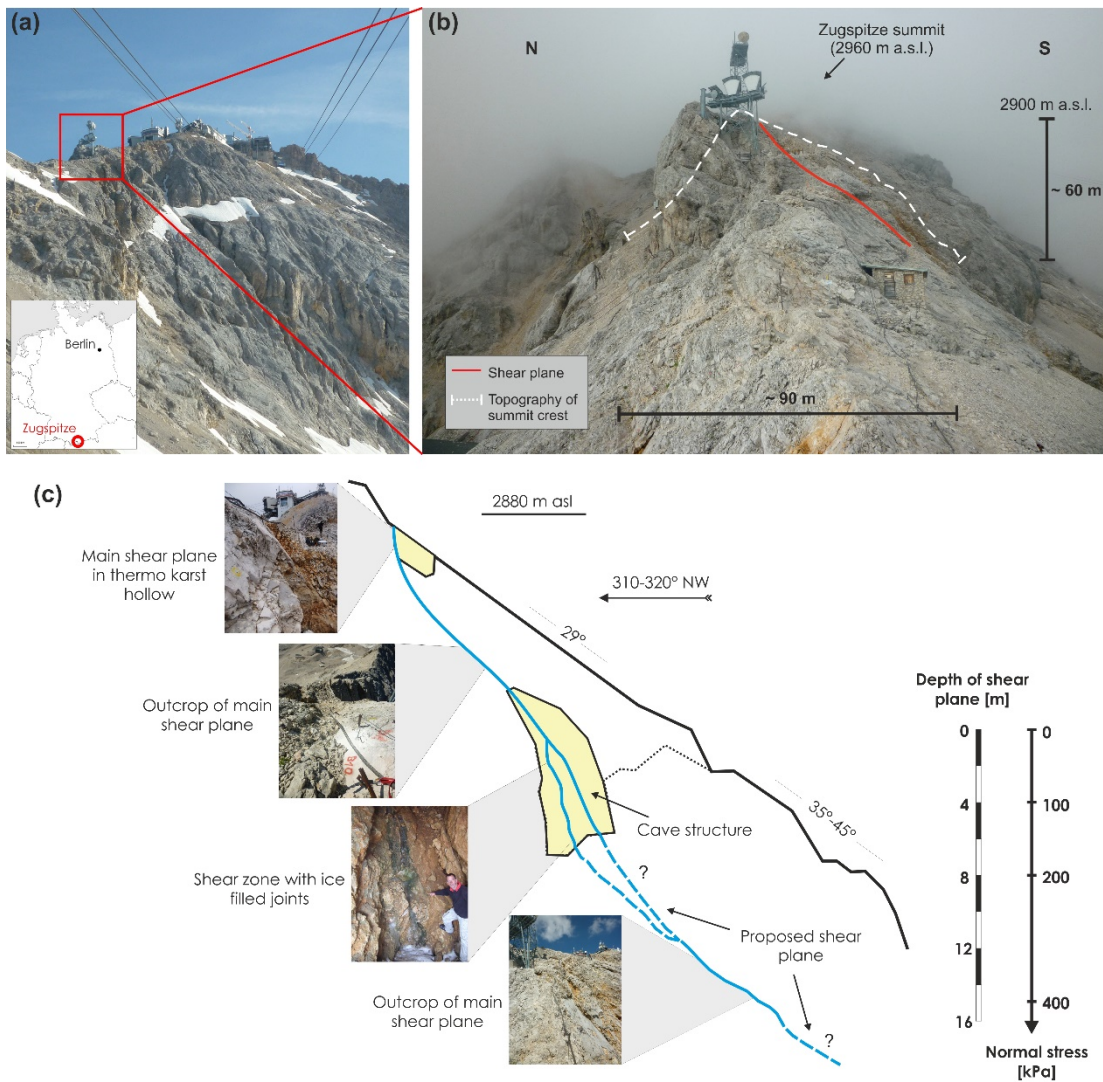 (a)
Berlin
Zugspitze
(b)
N
Zugspitze summit
(2960 m a.s.l.)
S
2900 m a.s.l.
~ 60 m
Shear plane
Topography of
summit crest
~ 90 m
(c)
Main shear plane
in thermo karst
hollow
2880 m asl
310-320° NW
29°
Outcrop of main
shear plane
Cave structure
35°-45°
Shear zone with ice
filled joints
?
Proposed shear
plane
Outcrop of main
shear plane
?
Depth of shear
plane [m]
0
4
8
12
16
0
100
200
400
Normal stress
[kPa]